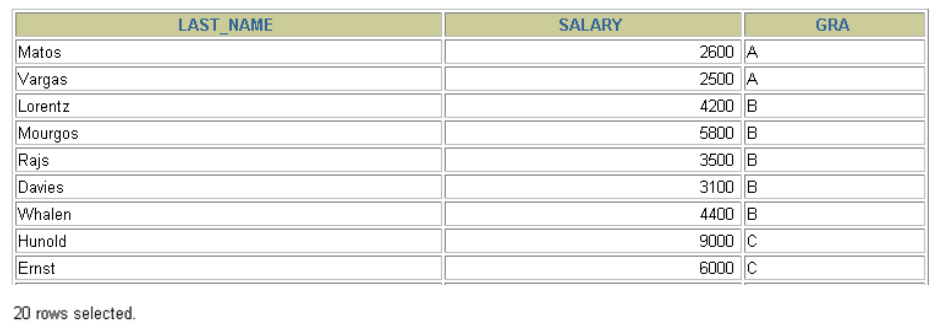 LAST_NAME SALARY GRA
Matos 2600 A
Vargas 2500 A
Lorentz 4200 B
Mourgos 5800 B
Rajs 3500 B
Davies 3100 B
Whalen 4400 B
Hunold 9000 C
Ernst 6000 C
20 rows selected.